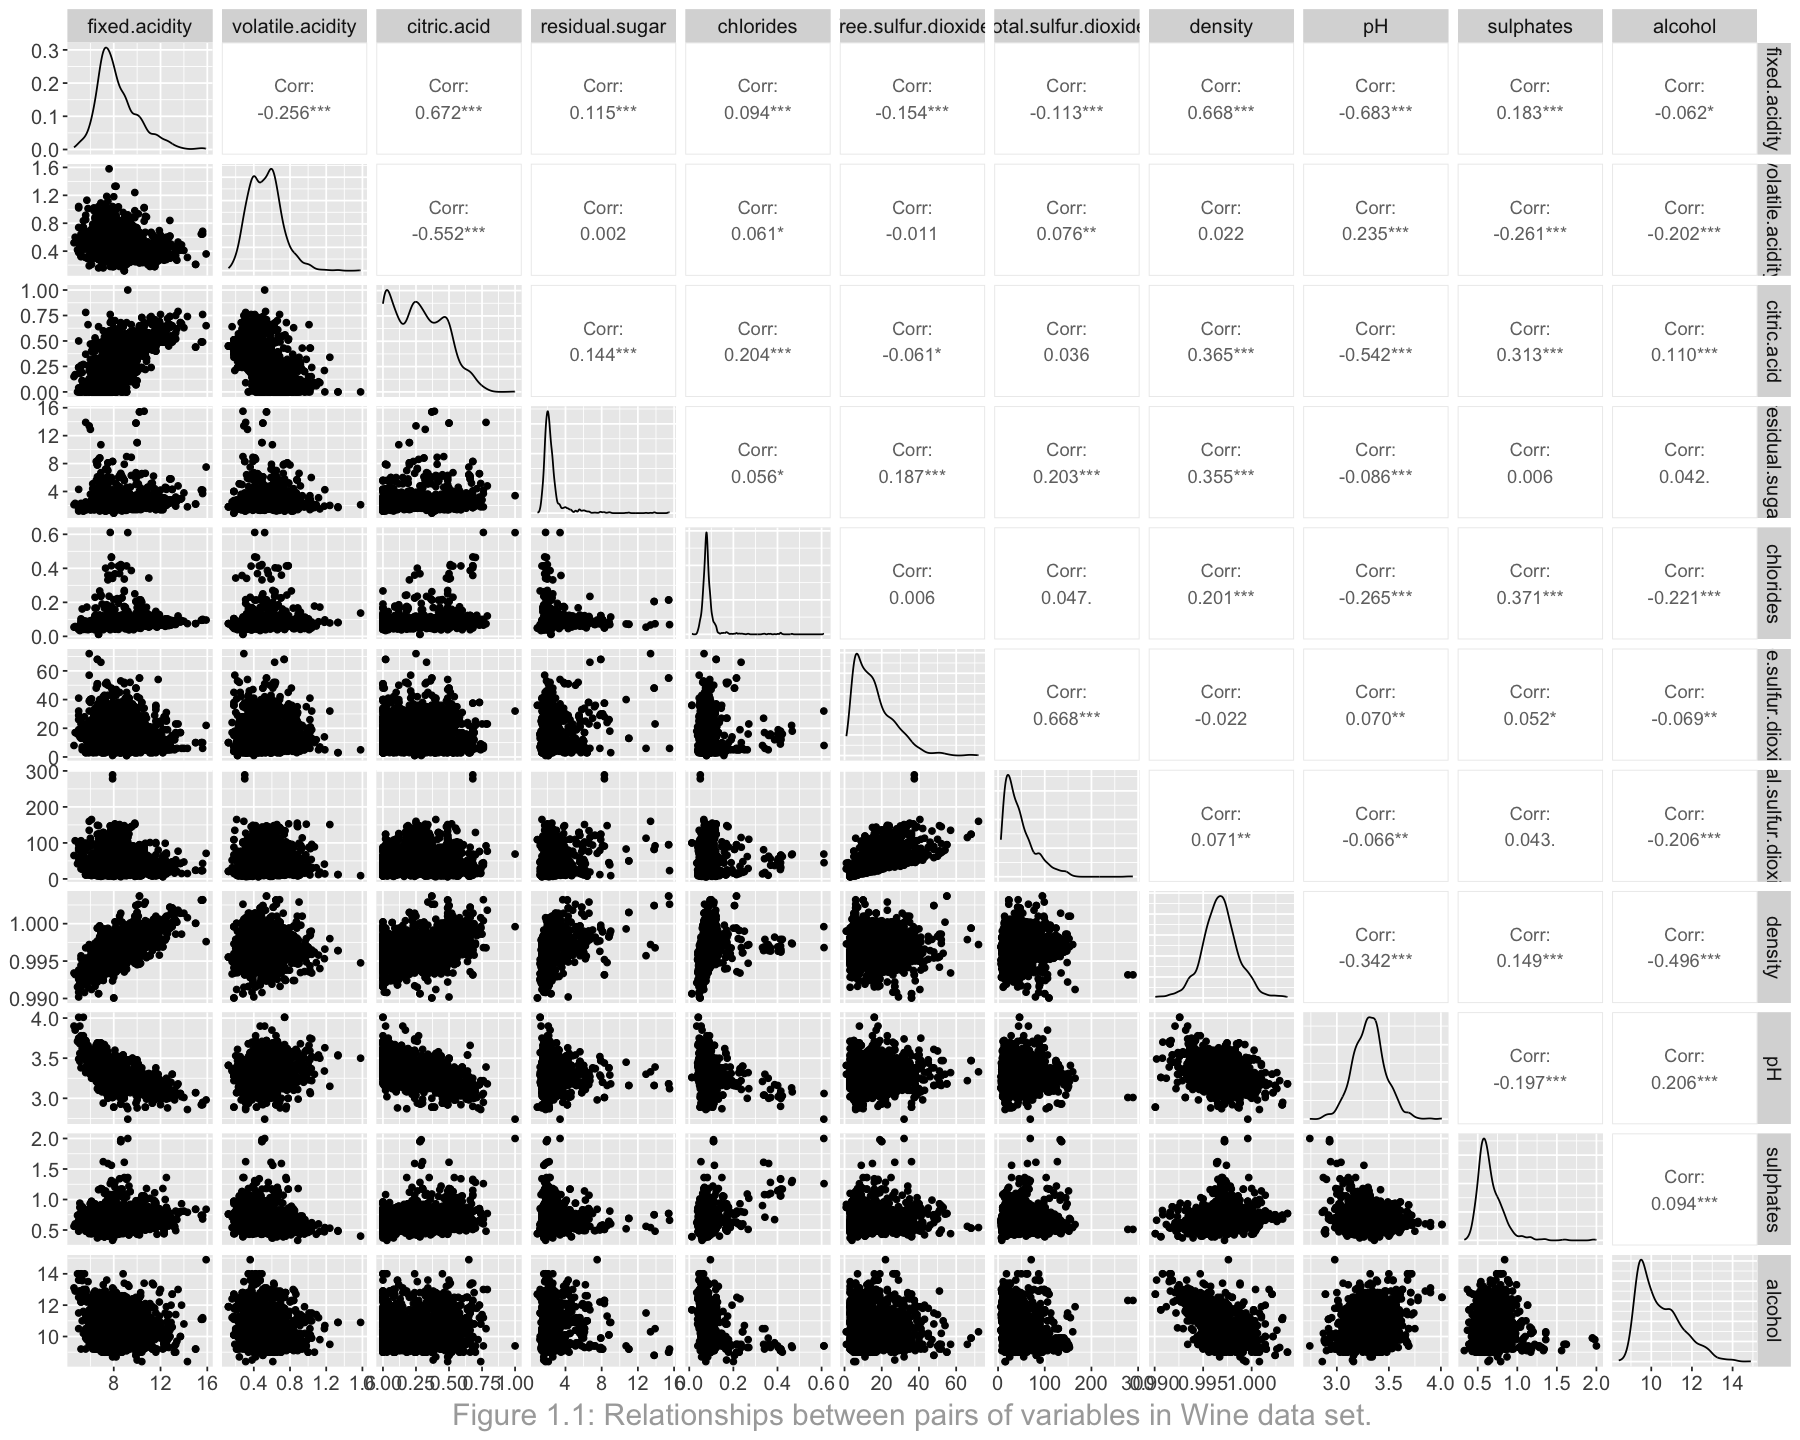 fixed.acidity volatile.acidity citric.acid residual.sugar chlorides ree.sulfur.dioxide otal.sulfur.dioxide density pH sulphates alcohol
0.3
0.2
0.1
0.0
Corr: Corr: Corr: Corr: Corr: Corr: Corr: Corr: Corr: Corr:
-0.256*** 0.672*** 0.115*** 0.094*** -0.154*** -0.113*** 0.668*** -0.683*** 0.183*** -0.062*
fixed.acidity
1.6
1.2
0.8
0.4
Corr: Corr: Corr: Corr: Corr: Corr: Corr: Corr: Corr:
-0.552*** 0.002 0.061* -0.011 0.076** 0.022 0.235*** -0.261*** -0.202***
volatile.acidity
1.00
0.75
0.50
0.25
0.00
Corr: Corr: Corr: Corr: Corr: Corr: Corr: Corr:
0.144*** 0.204*** -0.061* 0.036 0.365*** -0.542*** 0.313*** 0.110***
citric.acid
16
12
8
4
Corr: Corr: Corr: Corr: Corr: Corr: Corr:
0.056* 0.187*** 0.203*** 0.355*** -0.086*** 0.006 0.042.
esidual.suga
0.6
0.4
0.2
0.0
Corr: Corr: Corr: Corr: Corr: Corr:
0.006 0.047. 0.201*** -0.265*** 0.371*** -0.221***
chlorides
60
40
20
0
Corr: Corr: Corr: Corr: Corr:
0.668*** -0.022 0.070** 0.052* -0.069**
e.sulfur.dioxi
300
200
100
0
Corr: Corr: Corr: Corr:
0.071** -0.066** 0.043. -0.206***
al.sulfur.diox
1.000
0.995
0.990
Corr: Corr: Corr:
-0.342*** 0.149*** -0.496***
density
4.0
3.5
3.0
Corr: Corr:
-0.197*** 0.206***
pH
2.0
1.5
1.0
0.5
Corr:
0.094***
sulphates
14
12
10
alcohol
8 12 16 0.4 0.8 1.2 1.6 0.00 0.25 0.50 0.75 1.00 4 8 12 16 0.0 0.2 0.4 0.6 0 20 40 60 0 100 200 300 0.990 0.995 1.000 3.0 3.5 4.0 0.5 1.0 1.5 2.0 10 12 14
Figure 1.1: Relationships between pairs of variables in Wine data set.